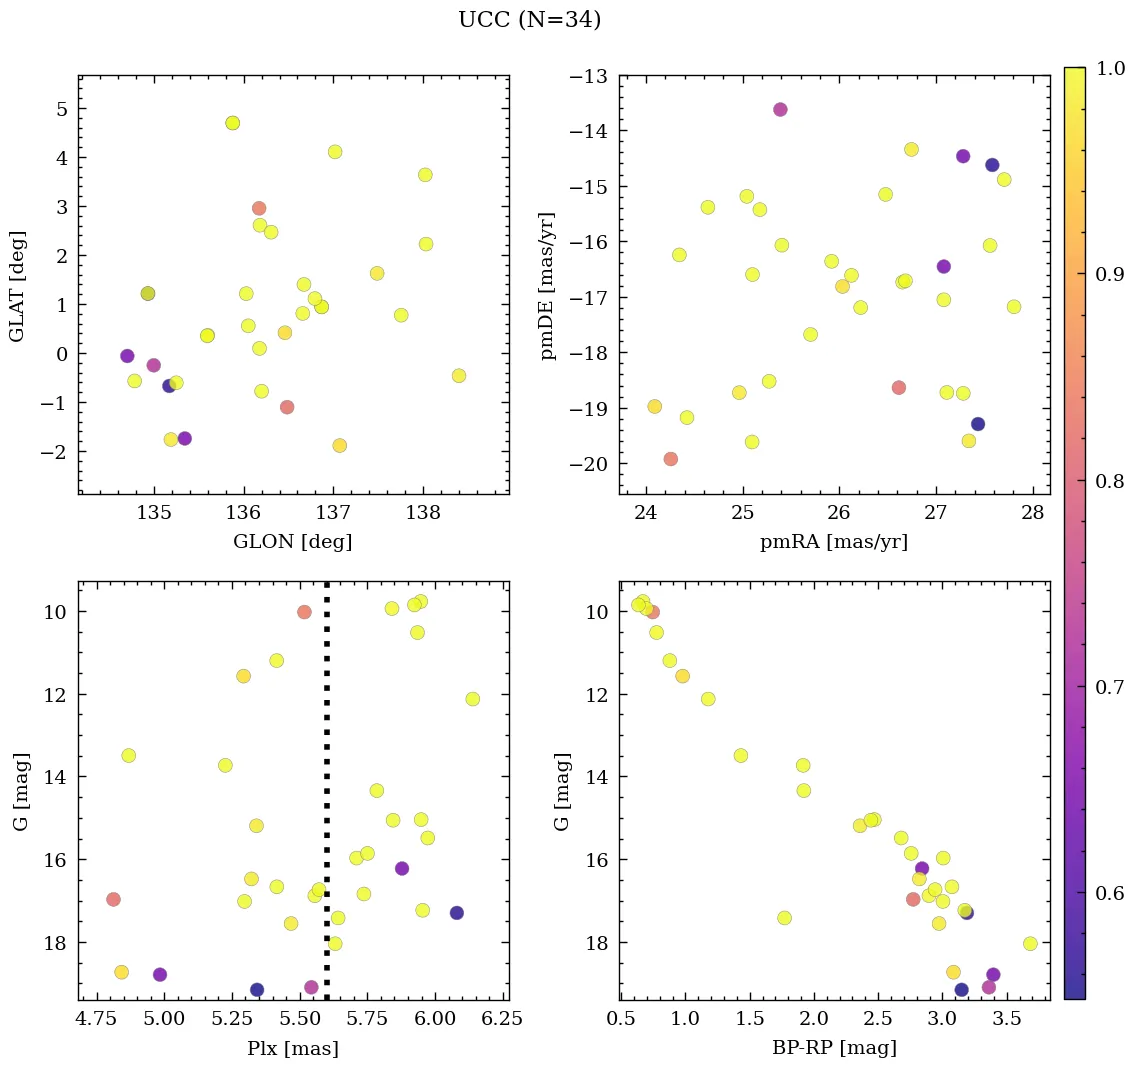 UCC (N=34)
5
4
3
2
1
0
−1
−2
GLAT [deg]
135 136 137 138
GLON [deg]
−13
−14
−15
−16
−17
−18
−19
−20
pmDE [mas/yr]
24 25 26 27 28
pmRA [mas/yr]
10
12
14
16
18
G [mag]
4.75 5.00 5.25 5.50 5.75 6.00 6.25
Plx [mas]
10
12
14
16
18
G [mag]
0.5 1.0 1.5 2.0 2.5 3.0 3.5
BP-RP [mag]
1.0
0.9
0.8
0.7
0.6